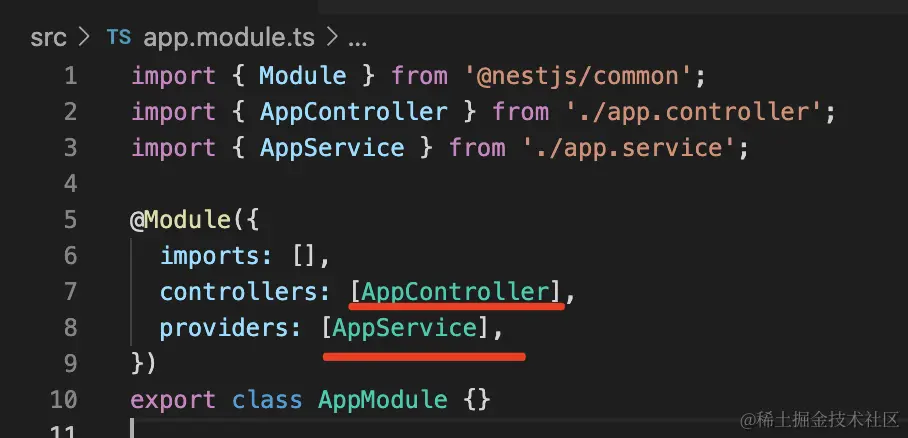 src > TS app.module.ts > ...
1 import { Module } from '@nestjs/common';
2 import { AppController } from './app.controller';
3 import { AppService } from './app.service';
4
5 @Module({
6 imports: [],
7 controllers: [AppController],
8 providers: [AppService],
9 })
10 export class AppModule {}
11
@稀土掘金技术社区